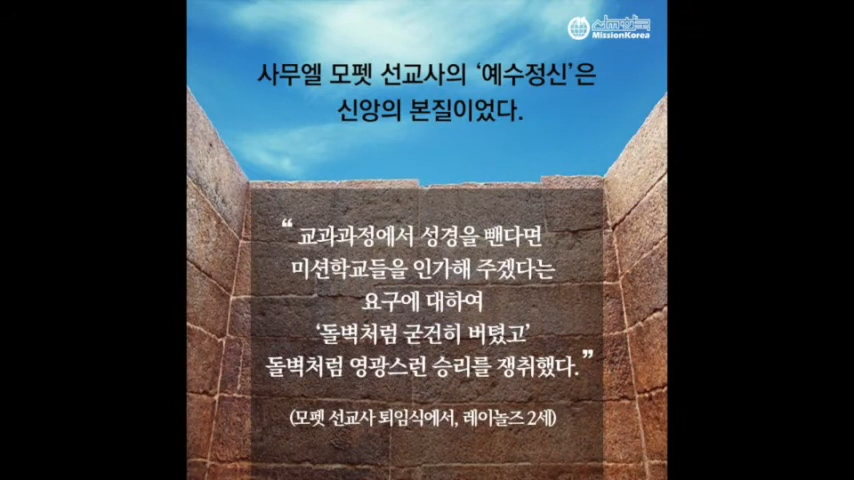 선교한국
MissionKorea
사무엘 모펫 선교사의 ‘예수정신’은
신앙의 본질이었다.
“ 교과과정에서 성경을 뺀다면
미션학교들을 인가해 주겠다는
요구에 대하여
‘돌벽처럼 굳건히 버텼고’
돌벽처럼 영광스런 승리를 쟁취했다.”
(모펫 선교사 퇴임식에서, 레이놀즈 2세)